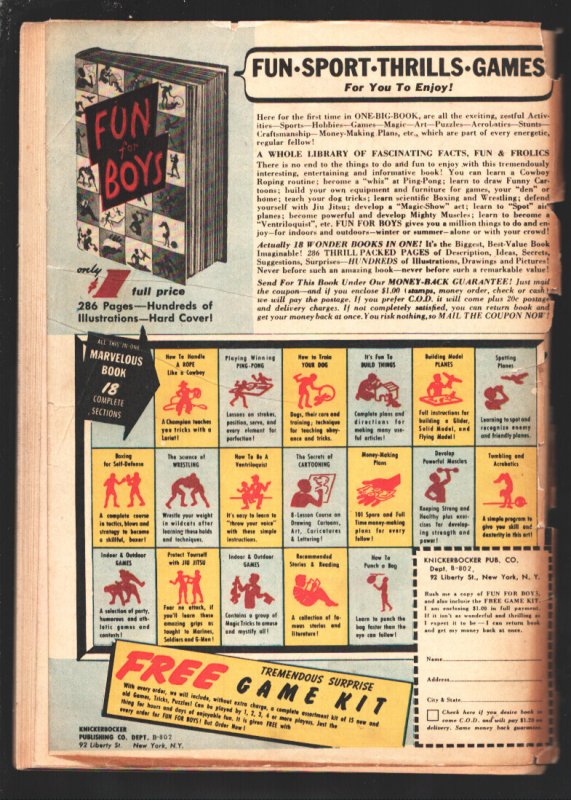 FUN
for
BOYS
only
full price
286 Pages—Hundreds of
Illustrations—Hard Cover!
FUN·SPORT·THRILLS·GAMES
For You To Enjoy!
Here for the first time in ONE-BIG-BOOK, are all the exciting, zestful Activ-
ities—Sports—Hobbies—Games—Magic—Art—Puzzles—Aerobatics—Stunts—
Craftsmanship—Money-Making Plans, etc., which are part of every energetic,
regular fellow!
A WHOLE LIBRARY OF FASCINATING FACTS, FUN & FROLICS
There is no end to the things to do and fun to enjoy with this tremendously
interesting, entertaining and informative book! You can learn a Cowboy
Roping routine; become a "whiz" at Ping-Pong; learn to draw Funny Car-
toons; build your own equipment and furniture for games, your "den" or
home; teach your dog tricks; learn scientific Boxing and Wrestling; defend
yourself with Jiu Jitsu; develop a "Magic-Show" act; learn to "Spot" air
planes; become powerful and develop Mighty Muscles; learn to become a
"Ventriloquist", etc. FUN FOR BOYS gives you a million things to do and en-
joy—for indoors and outdoors—winter or summer—alone or with your crowd!
Actually 18 WONDER BOOKS IN ONE! It's the Biggest, Best-Value Book
Imaginable! 286 THRILL PACKED PAGES of Description, Ideas, Secrets,
Suggestions, Surprises—HUNDREDS of Illustrations, Drawings and Pictures!
Never before such an amazing book—never before such a remarkable value!
Send For This Book Under Our MONEY-BACK GUARANTEE! Just mail
the coupon—and if you enclose $1.00 (stamps, money order, check or cash)
we will pay the postage. If you prefer C.O.D. it will come plus 20c postage
and delivery charges. If not completely satisfied, you can return book and
get your money back at once. You risk nothing, so MAIL THE COUPON NOW!
ALL THIS IN ONE
MARVELOUS
BOOK
18
COMPLETE
SECTIONS
How To Handle
A ROPE
Like a Cowboy
A Champion teaches
you tricks with a
Lariat!
Playing Winning
PING-PONG
Lessons on strokes,
position, serve, and
every element for
perfection!
How to Train
YOUR DOG
Dogs, their care and
training; technique
for teaching obey-
ence and tricks.
It's Fun To
BUILD THINGS
Complete plans and
directions for
making many use-
ful articles!
Building Model
PLANES
Full instructions for
building a Glider,
Solid Model, and
Flying Model!
Spotting
Planes
Learning to spot and
recognize enemy
and friendly planes.
Boxing
for Self-Defense
A complete course
in tactics, blows and
strategy to become
a skillful, boxer!
The science of
WRESTLING
Wrestle your weight
in wildcats after
learning these holds
and techniques.
How To Be A
Ventriloquist
It's easy to learn to
"throw your voice"
with these simple
instructions.
The Secrets of
CARTOONING
8-Lesson Course on
Drawing Cartoons,
Art, Caricatures
& Lettering!
Money-Making
Plans
101 Spare and Full
Time money-making
plans for every
fellow!
Develop
Powerful Muscles
Keeping Strong and
Healthy plus exer-
cises for develop-
ing strength and
power!
Tumbling and
Acrobatics
A simple program to
give you skill and
dexterity in this art!
Indoor & Outdoor
GAMES
A selection of party,
humorous and ath-
letic games and
contests!
Protect Yourself
with JIU JITSU
Fear no attack, if
you'll learn these
amazing grips as
taught to Marines,
Soldiers and G-Men!
Indoor & Outdoor
GAMES
Contains a group of
Magic Tricks to amuse
and mystify all!
Recommended
Stories & Reading
A collection of fa-
mous stories and
literature!
How To
Punch a Bag
Learn to punch the
bag faster than the
eye can follow!
FREE TREMENDOUS SURPRISE
GAME KIT
With every order, we will include, without extra charge, a complete assortment kit of 15 new and
old Games, Tricks, Puzzles! Can be played by 1, 2, 3, 4 or more players. Just the
thing for hours and days of enjoyable fun. It is given FREE with
every order for FUN FOR BOYS! But Order Now!
KNICKERBOCKER
PUBLISHING CO. DEPT. B-802
92 Liberty St. New York, N.Y.
KNICKERBOCKER PUB. CO.
Dept. B-802,
92 Liberty St., New York, N. Y.
Rush me a copy of FUN FOR BOYS,
and also include the FREE GAME KIT.
I am enclosing $1.00 in full payment.
If it isn't as wonderful and thrilling as
I expect it to be—I can return book
and get my money back at once.
Name
Address
City & State
Check here if you desire book to
come C.O.D. and will pay $1.20 on
delivery. Same money back guarantee.